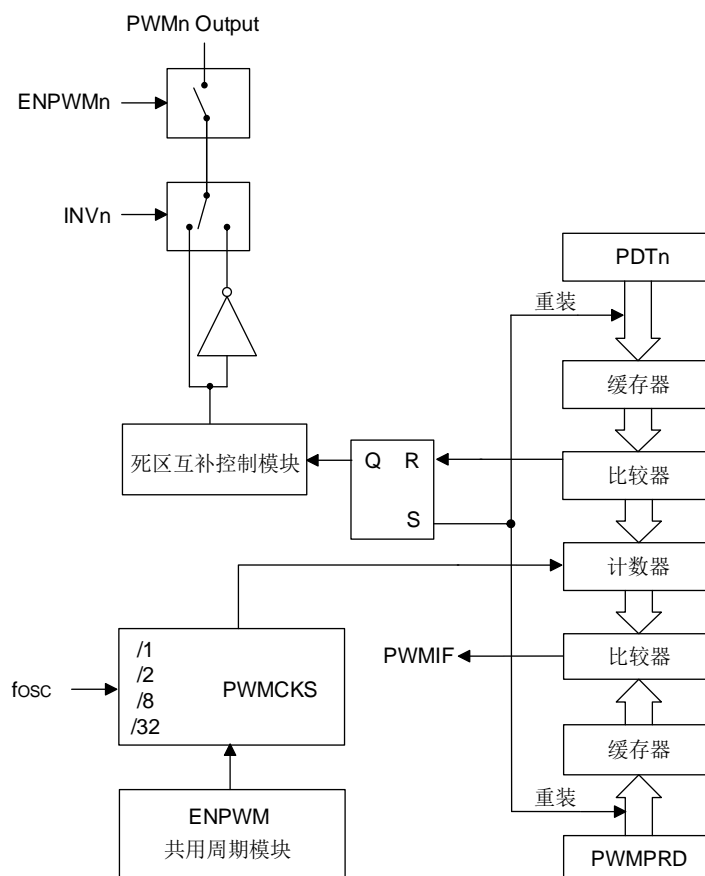 PWMn Output
ENPWMn
INVn
PDTn
重装
缓存器
死区互补控制模块
Q R
S
比较器
计数器
/1
/2
/8
/32
PWMCKS
fosc
PWMIF
比较器
缓存器
重装
ENPWM
共用周期模块
PWMPRD